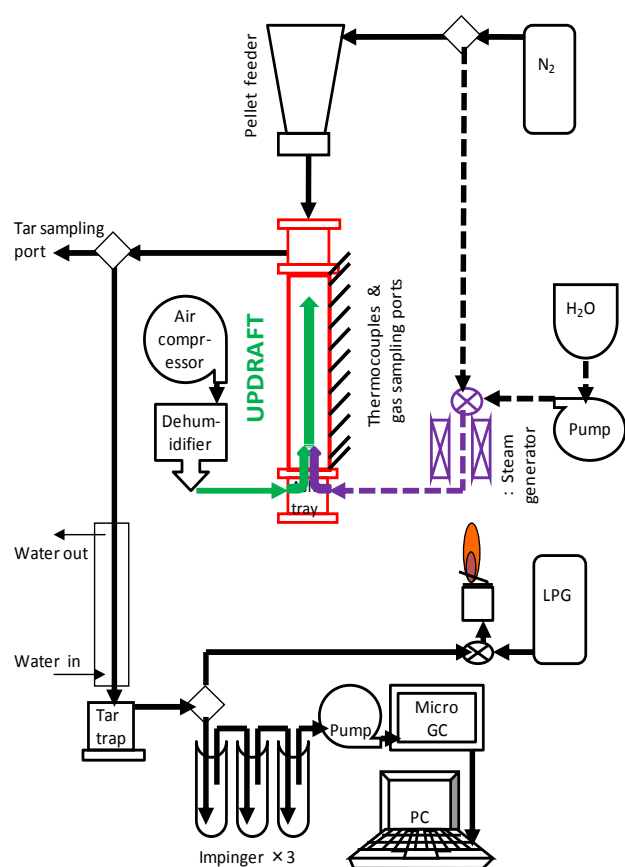 N₂
Pellet feeder
Tar sampling
port
Air
compr-
essor
UPDRAFT
Thermocouples &
gas sampling ports
H₂O
Dehum-
idifier
Pump
: Steam
generator
tray
Water out
LPG
Water in
Tar
trap
Pump
Micro
GC
PC
Impinger ×3